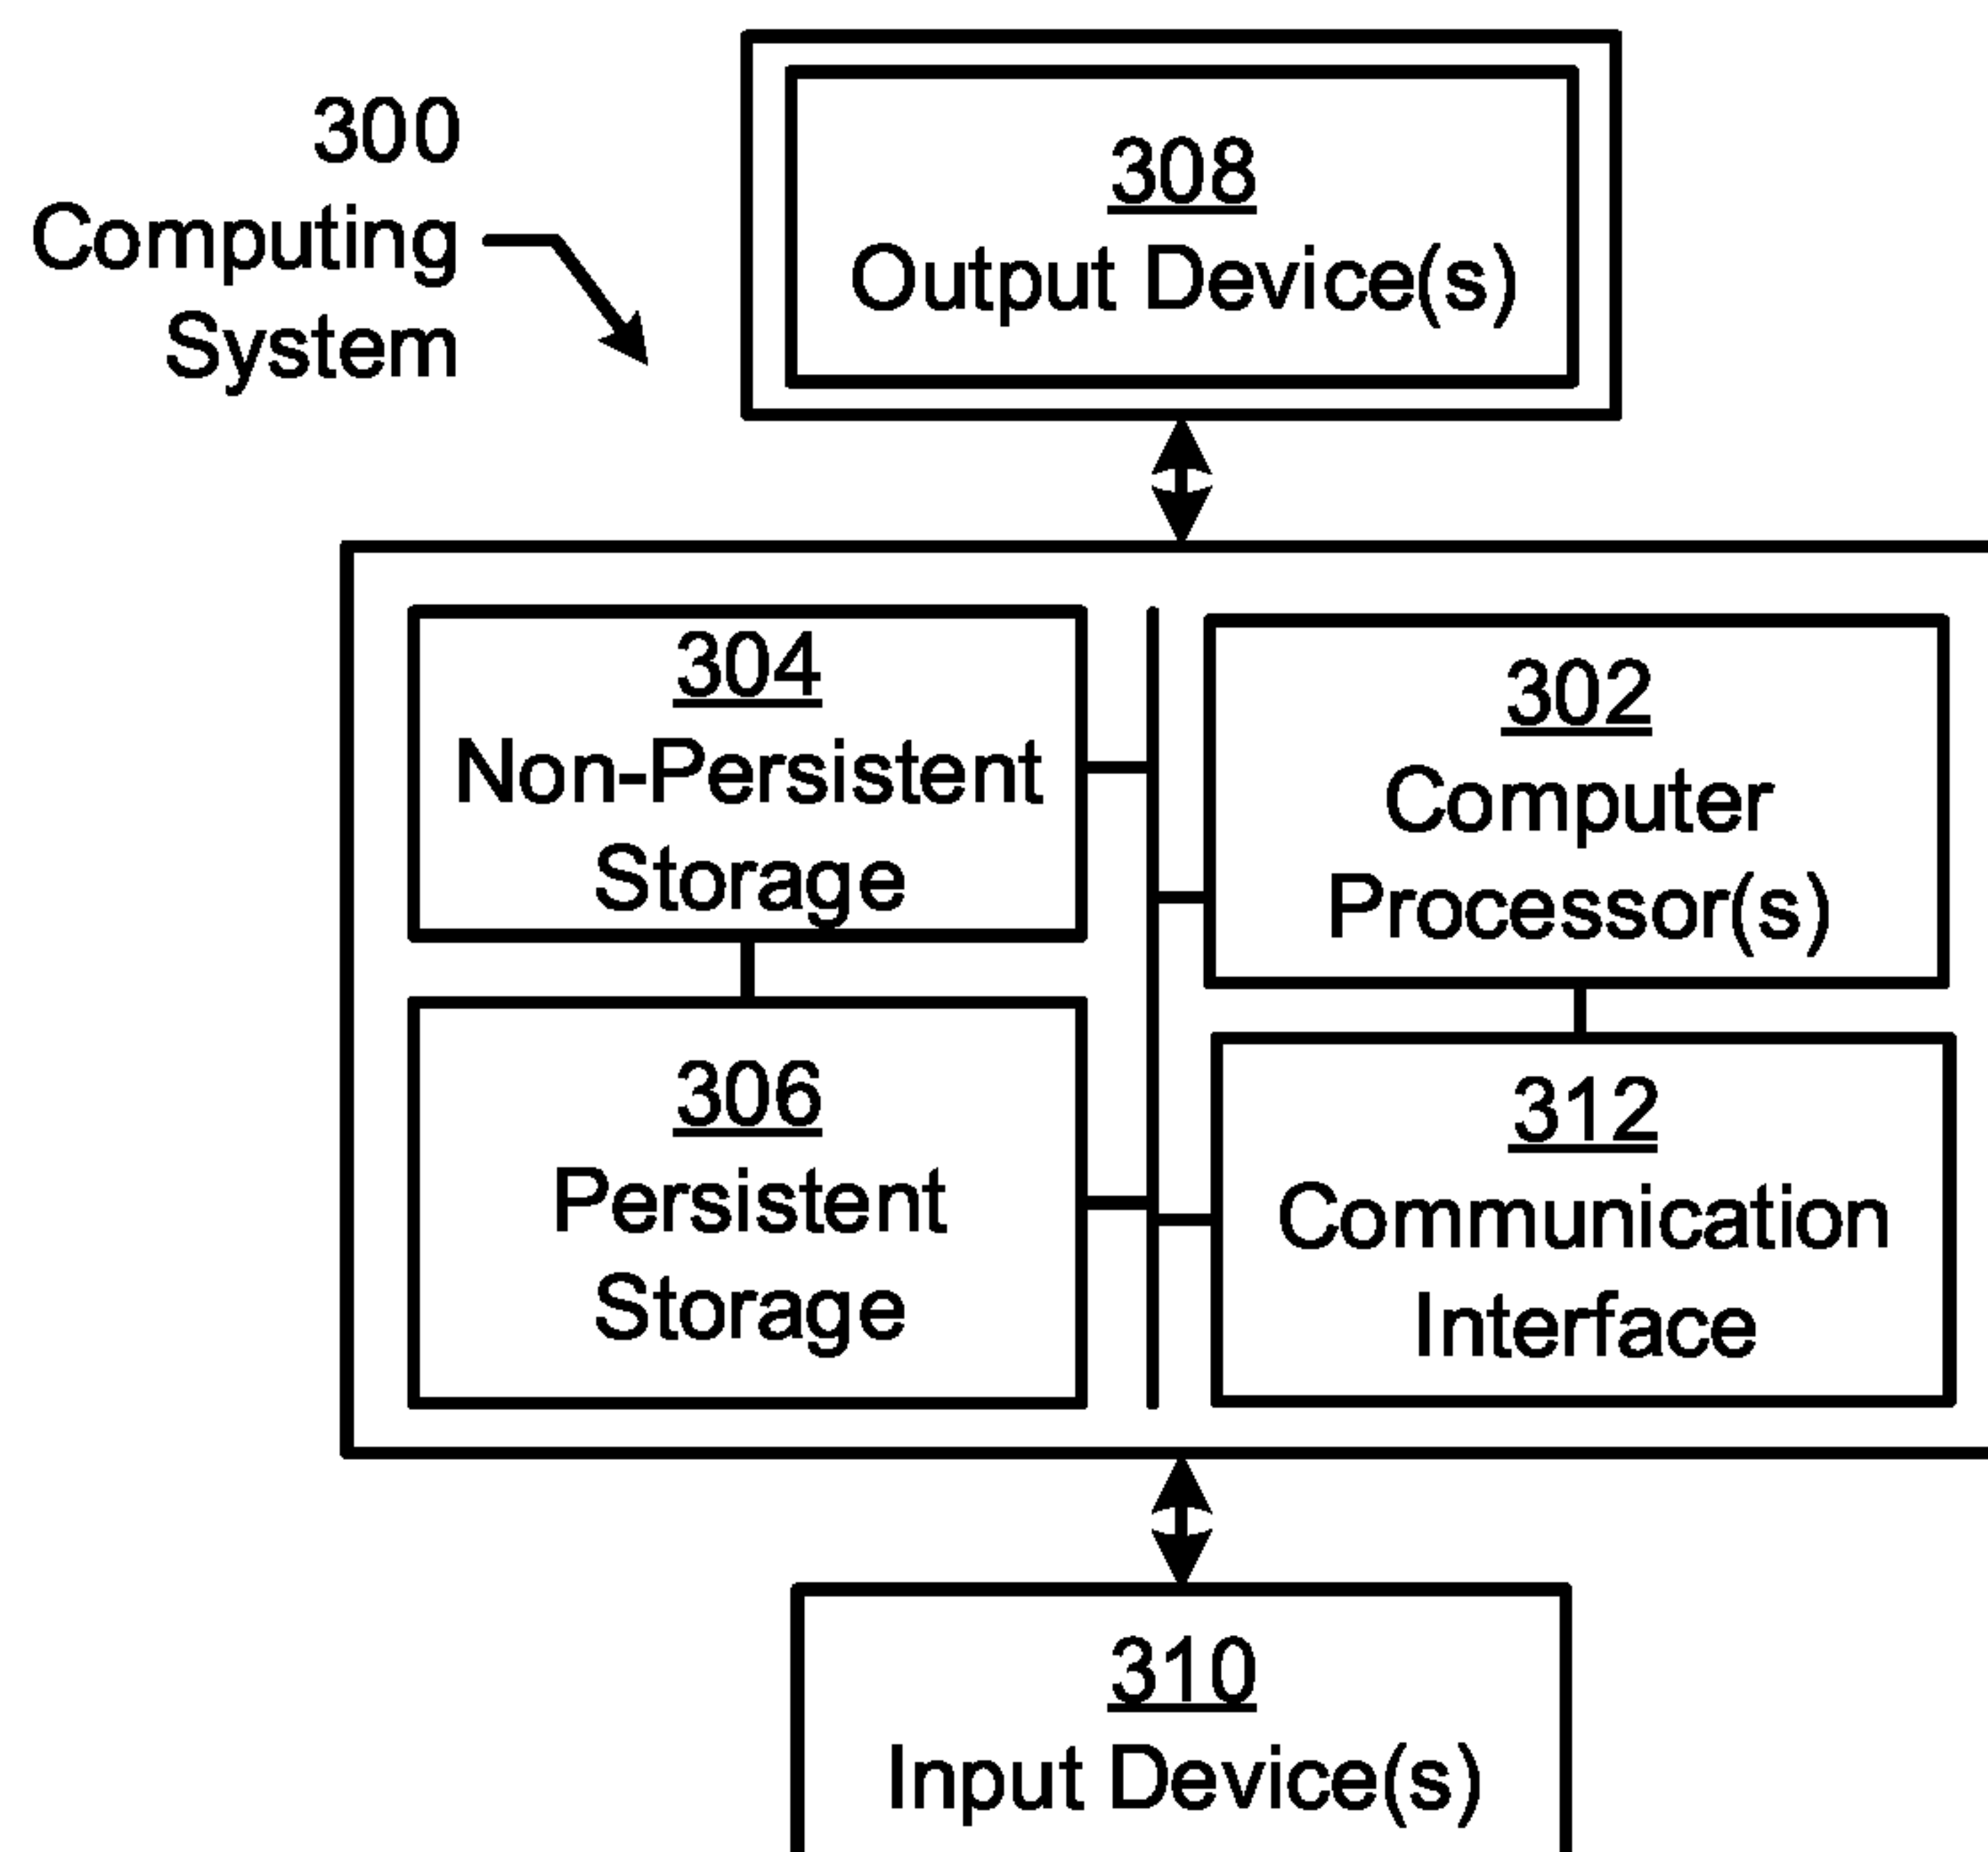 300
Computing
System
308
Output Device(s)
304
Non-Persistent
Storage
302
Computer
Processor(s)
306
Persistent
Storage
312
Communication
Interface
310
Input Device(s)